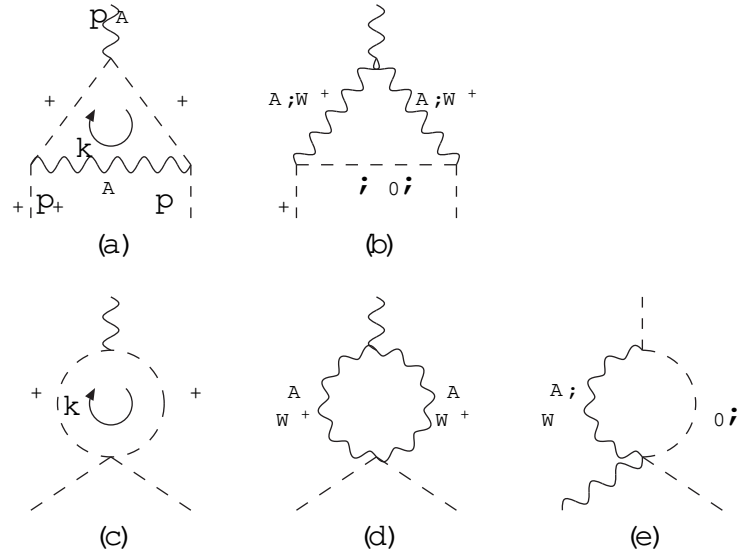 p A
A ;W + A ;W +
+ +
k
A ; 0 ;
+ p + p +
(a) (b)
A A A ;
+ k + W + W + W 0 ;
(c) (d) (e)